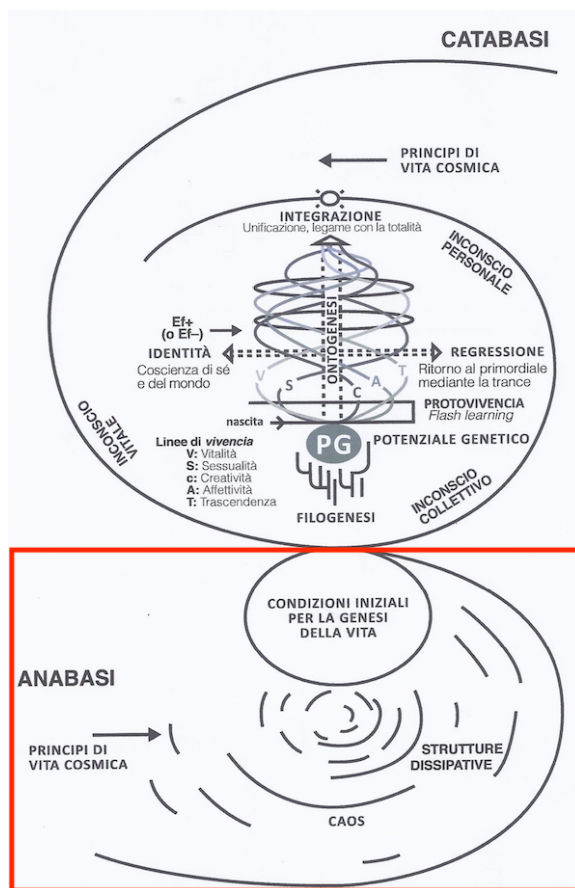 CATABASI
PRINCIPI DI
VITA COSMICA
INTEGRAZIONE
Unificazione, legame con la totalità
INCONSCIO
PERSONALE
ONTOGENESI
Ef+
(o Ef–)
IDENTITÀ
Coscienza di sé
e del mondo
REGRESSIONE
Ritorno al primordiale
mediante la trance
V
S
C
A
T
PROTOVIVENCIA
Flash learning
nascita
PG
POTENZIALE GENETICO
INCONSCIO
VITALE
Linee di vivencia
V: Vitalità
S: Sessualità
c: Creatività
A: Affettività
T: Trascendenza
FILOGENESI
INCONSCIO
COLLETTIVO
CONDIZIONI INIZIALI
PER LA GENESI
DELLA VITA
ANABASI
PRINCIPI DI
VITA COSMICA
STRUTTURE
DISSIPATIVE
CAOS